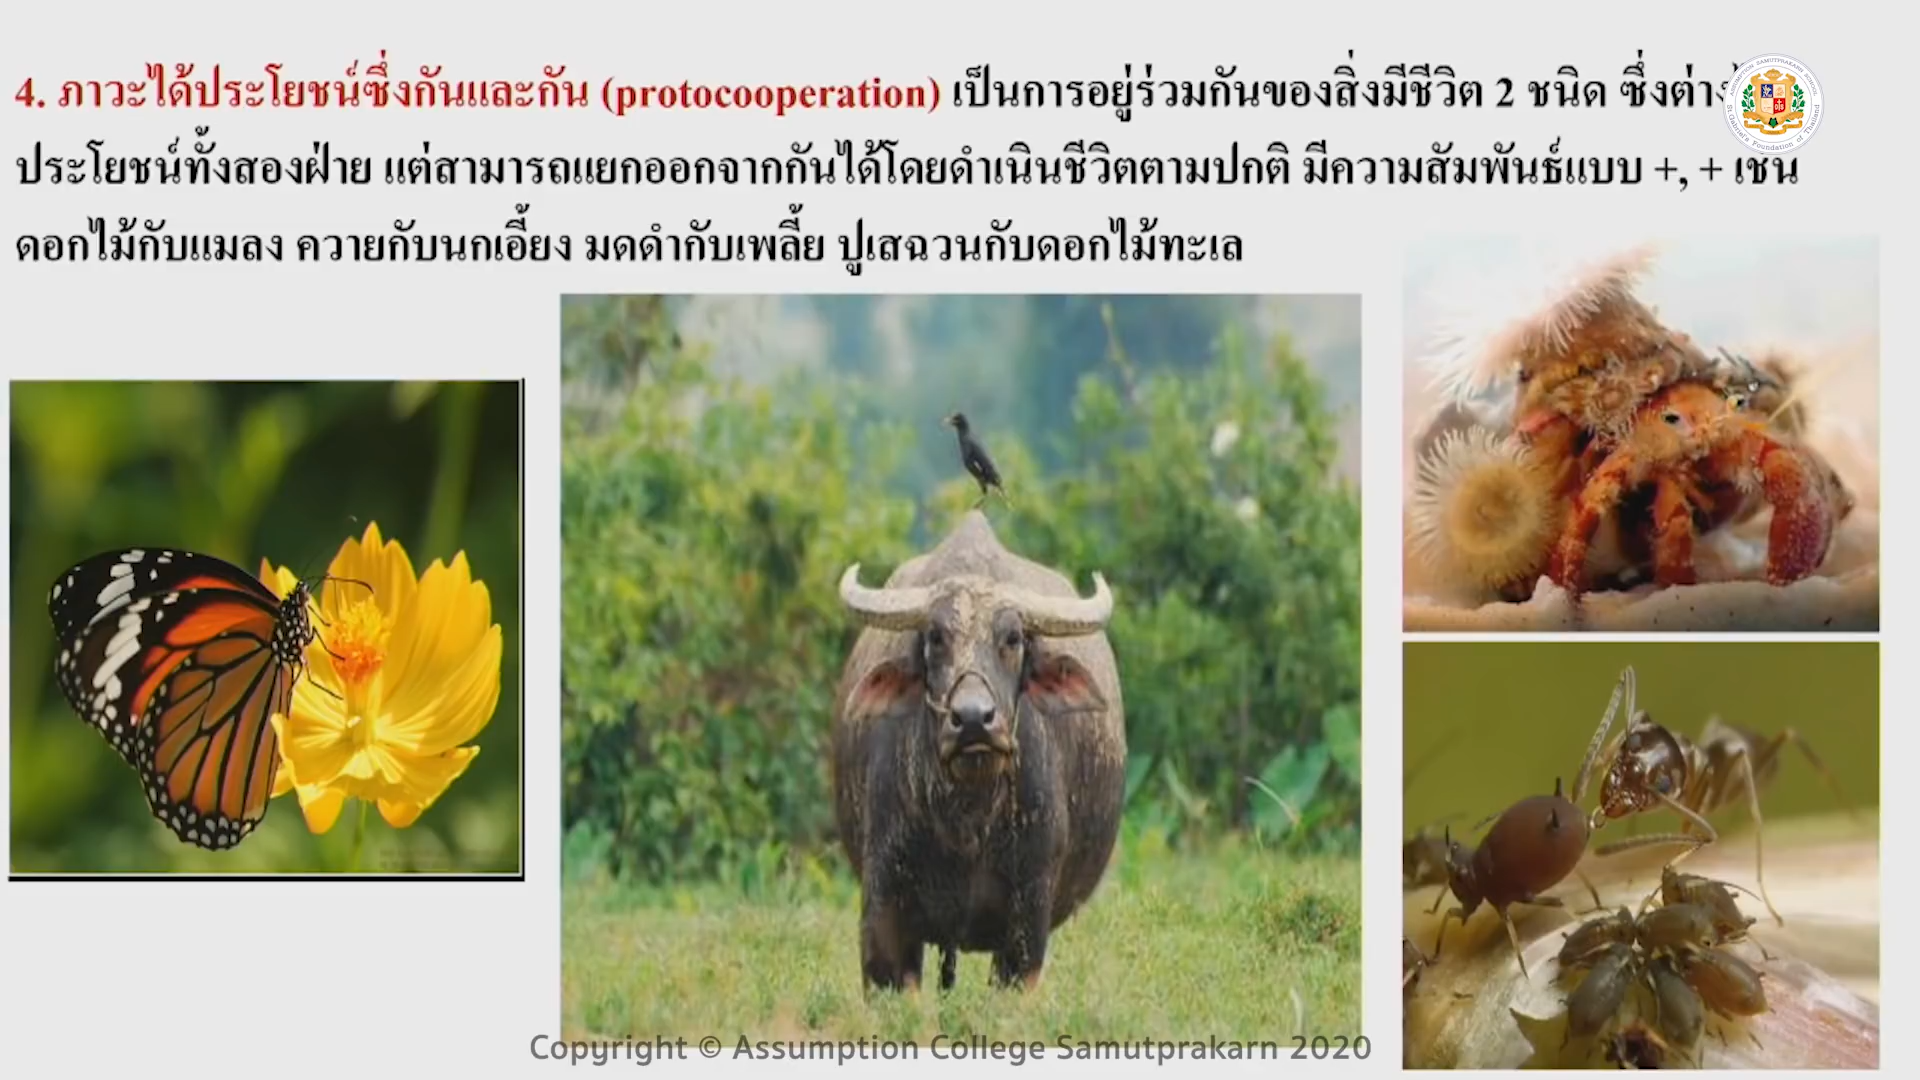 4. ภาวะได้ประโยชน์ซึ่งกันและกัน (protocooperation) เป็นการอยู่ร่วมกันของสิ่งมีชีวิต 2 ชนิด ซึ่งต่าง
ประโยชน์ทั้งสองฝ่าย แต่สามารถแยกออกจากกันได้โดยดำเนินชีวิตตามปกติ มีความสัมพันธ์แบบ +, + เช่น
ดอกไม้กับแมลง ควายกับนกเอี้ยง มดดำกับเพลี้ย ปูเสฉวนกับดอกไม้ทะเล
ASSUMPTION SAMUTPRAKARN SCHOOL
St. Gabriel's Foundation of Thailand
Copyright © Assumption College Samutprakarn 2020